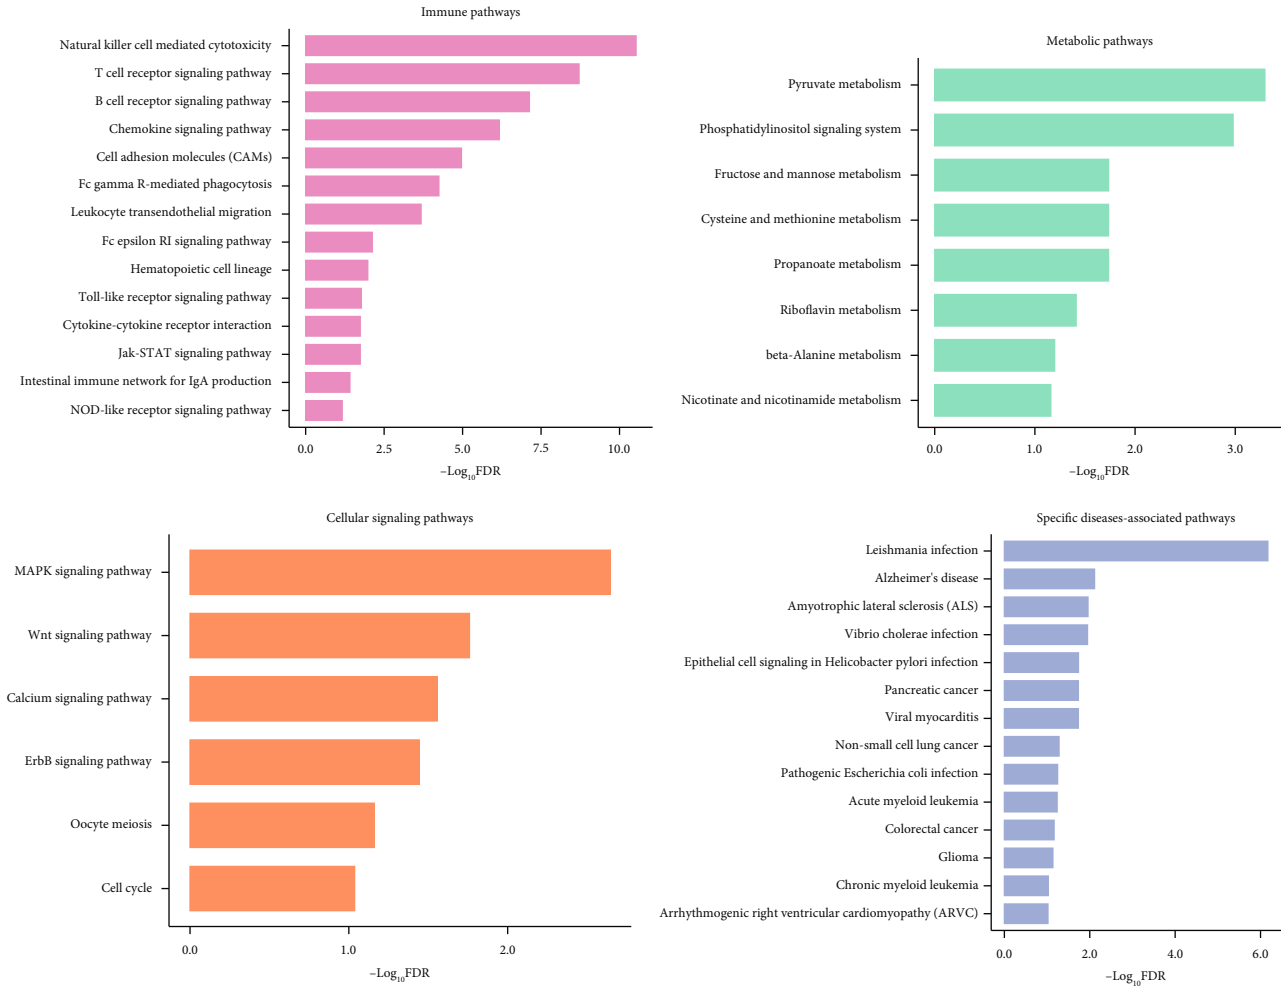 Immune pathways
Natural killer cell mediated cytotoxicity
T cell receptor signaling pathway
B cell receptor signaling pathway
Chemokine signaling pathway
Cell adhesion molecules (CAMs)
Fc gamma R-mediated phagocytosis
Leukocyte transendothelial migration
Fc epsilon RI signaling pathway
Hematopoietic cell lineage
Toll-like receptor signaling pathway
Cytokine-cytokine receptor interaction
Jak-STAT signaling pathway
Intestinal immune network for IgA production
NOD-like receptor signaling pathway
0.0 2.5 5.0 7.5 10.0
–Log₁₀FDR
Metabolic pathways
Pyruvate metabolism
Phosphatidylinositol signaling system
Fructose and mannose metabolism
Cysteine and methionine metabolism
Propanoate metabolism
Riboflavin metabolism
beta-Alanine metabolism
Nicotinate and nicotinamide metabolism
0.0 1.0 2.0 3.0
–Log₁₀FDR
Cellular signaling pathways
MAPK signaling pathway
Wnt signaling pathway
Calcium signaling pathway
ErbB signaling pathway
Oocyte meiosis
Cell cycle
0.0 1.0 2.0
–Log₁₀FDR
Specific diseases-associated pathways
Leishmania infection
Alzheimer's disease
Amyotrophic lateral sclerosis (ALS)
Vibrio cholerae infection
Epithelial cell signaling in Helicobacter pylori infection
Pancreatic cancer
Viral myocarditis
Non-small cell lung cancer
Pathogenic Escherichia coli infection
Acute myeloid leukemia
Colorectal cancer
Glioma
Chronic myeloid leukemia
Arrhythmogenic right ventricular cardiomyopathy (ARVC)
0.0 2.0 4.0 6.0
–Log₁₀FDR